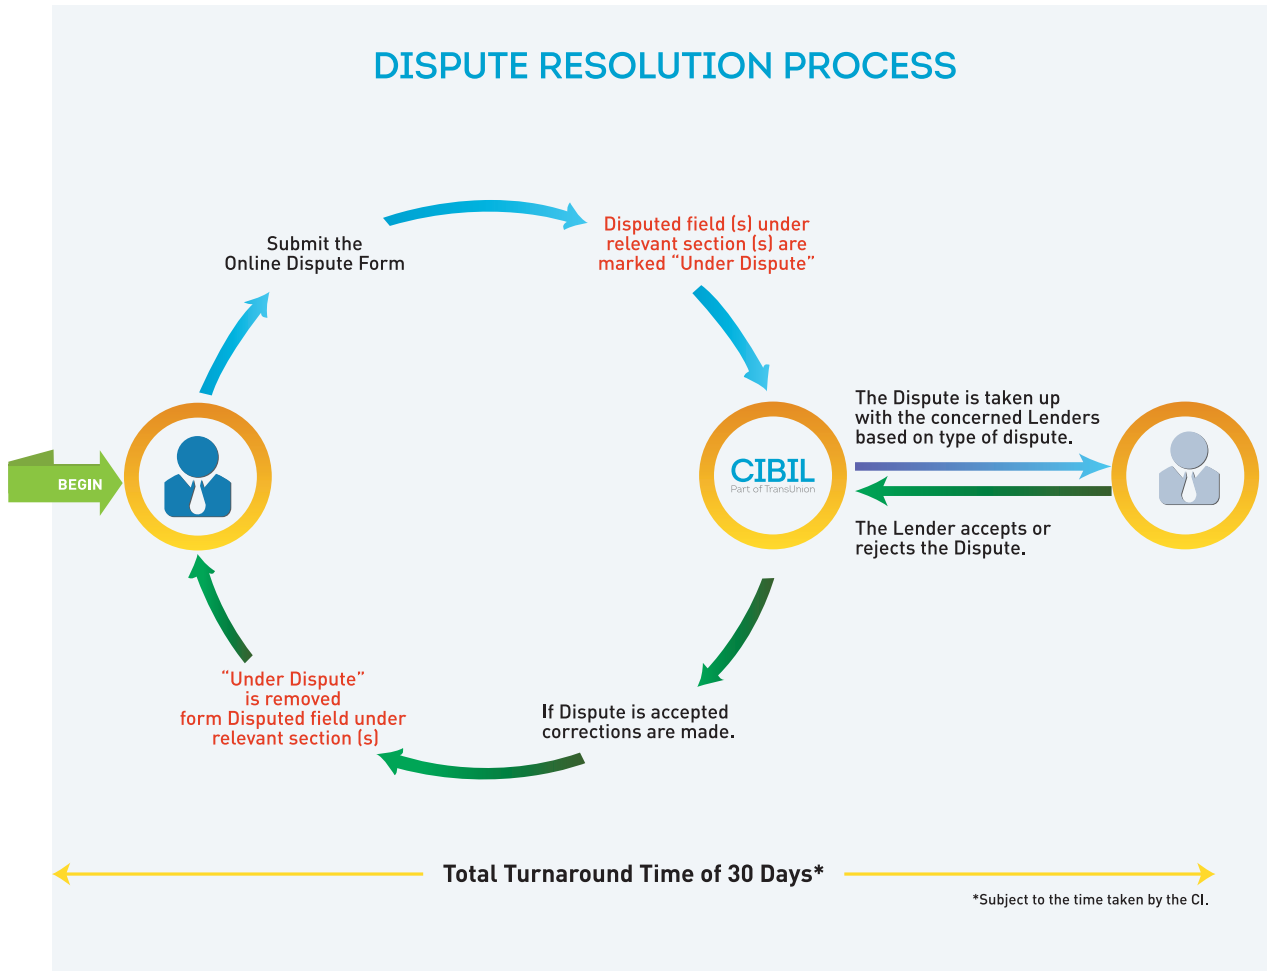 DISPUTE RESOLUTION PROCESS
Submit the
Online Dispute Form
Disputed field (s) under
relevant section (s) are
marked “Under Dispute”
BEGIN
CIBIL
Part of TransUnion
The Dispute is taken up
with the concerned Lenders
based on type of dispute.
The Lender accepts or
rejects the Dispute.
If Dispute is accepted
corrections are made.
“Under Dispute”
is removed
form Disputed field under
relevant section (s)
Total Turnaround Time of 30 Days*
*Subject to the time taken by the CI.